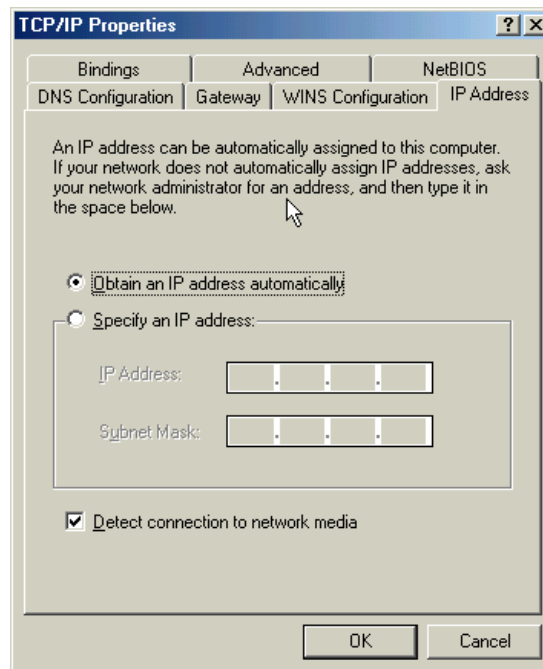 TCP/IP Properties
Bindings Advanced NetBIOS
DNS Configuration Gateway WINS Configuration IP Address
An IP address can be automatically assigned to this computer.
If your network does not automatically assign IP addresses, ask
your network administrator for an address, and then type it in
the space below.
Obtain an IP address automatically
Specify an IP address:
IP Address:
Subnet Mask:
Detect connection to network media
OK Cancel